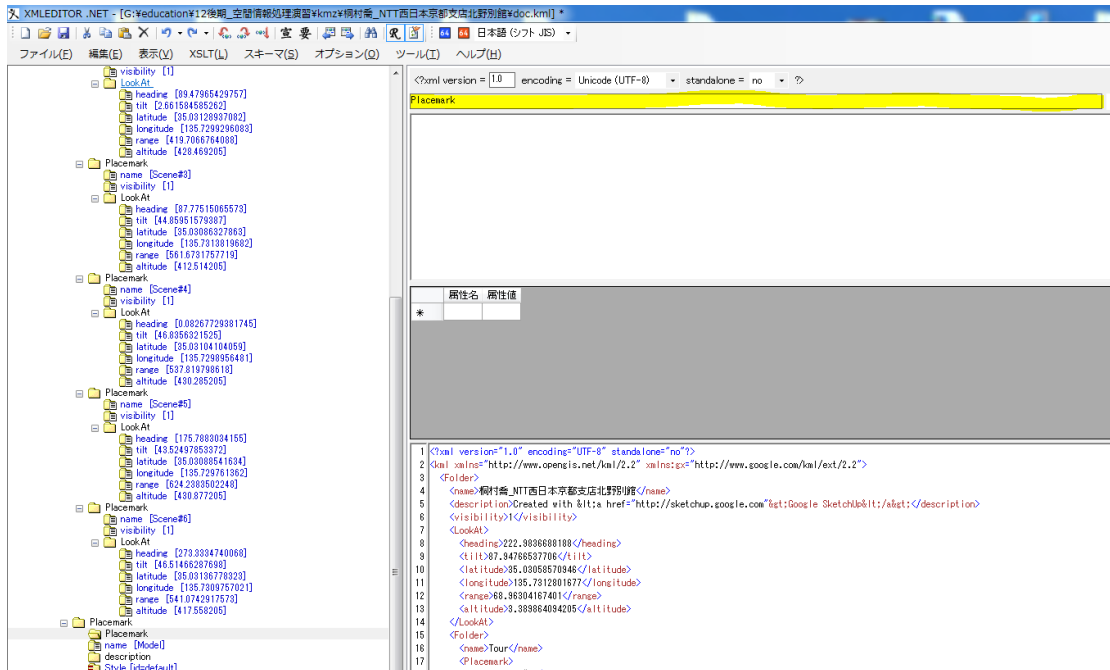 XMLEDITOR .NET - [G:¥education¥12後期_空間情報処理演習¥kmz¥桐村喬_NTT西日本京都支店北野別館¥doc.kml] *
宣 要 R 64 64 日本語 (シフト JIS)
ファイル(F) 編集(E) 表示(V) XSLT(L) スキーマ(S) オプション(O) ツール(T) ヘルプ(H)
visibility [1]
LookAt
heading [89.47965429757]
tilt [2.661584585262]
latitude [35.03128937082]
longitude [135.7299296083]
range [419.7066764088]
altitude [428.469205]
Placemark
name [Scene#3]
visibility [1]
LookAt
heading [87.77515065573]
tilt [44.85951579387]
latitude [35.03086327863]
longitude [135.7313819682]
range [561.6731757719]
altitude [412.514205]
Placemark
name [Scene#4]
visibility [1]
LookAt
heading [0.08267729381745]
tilt [46.8356321525]
latitude [35.03104104059]
longitude [135.7298956481]
range [537.819798618]
altitude [430.285205]
Placemark
name [Scene#5]
visibility [1]
LookAt
heading [175.7883034155]
tilt [43.52497853372]
latitude [35.03088541634]
longitude [135.729761362]
range [624.2383502248]
altitude [430.877205]
Placemark
name [Scene#6]
visibility [1]
LookAt
heading [273.3334740068]
tilt [46.51466287698]
latitude [35.03136778323]
longitude [135.7309757021]
range [541.0742917573]
altitude [417.558205]
Placemark
Placemark
name [Model]
description
Style [id=default]
<?xml version = 1.0 encoding = Unicode (UTF-8) standalone = no ?>
Placemark
属性名 属性値
*
1 <?xml version="1.0" encoding="UTF-8" standalone="no"?>
2 <kml xmlns="http://www.opengis.net/kml/2.2" xmlns:gx="http://www.google.com/kml/ext/2.2">
3 <Folder>
4 <name>桐村喬_NTT西日本京都支店北野別館</name>
5 <description>Created with &lt;a href="http://sketchup.google.com"&gt;Google SketchUp&lt;/a&gt;</description>
6 <visibility>1</visibility>
7 <LookAt>
8 <heading>222.9836688188</heading>
9 <tilt>87.94766537706</tilt>
10 <latitude>35.03058570946</latitude>
11 <longitude>135.7312801677</longitude>
12 <range>68.96304167401</range>
13 <altitude>3.389864094205</altitude>
14 </LookAt>
15 <Folder>
16 <name>Tour</name>
17 <Placemark>